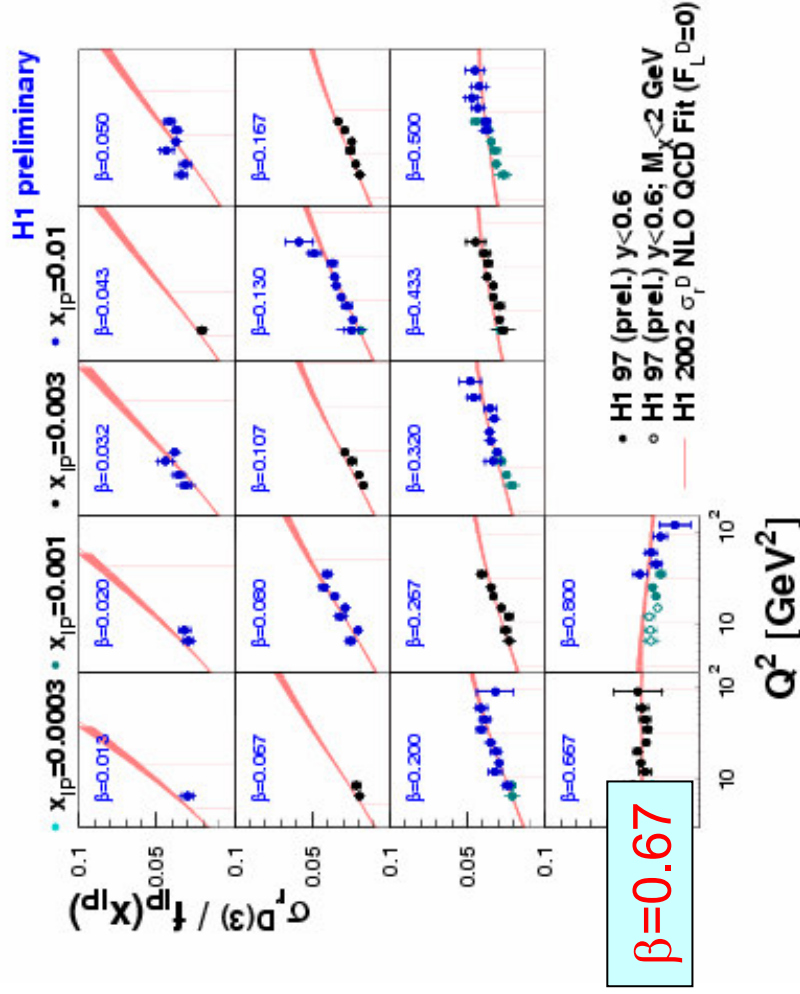 H1 preliminary
• x_IP=0.0003 • x_IP=0.001 • x_IP=0.003 • x_IP=0.01
σ_r^D(3) / f_IP(x_IP)
0.1
β=0.013 β=0.020 β=0.032 β=0.043 β=0.050
0.05
0.1
β=0.067 β=0.080 β=0.107 β=0.130 β=0.167
0.05
0.1
β=0.200 β=0.267 β=0.320 β=0.433 β=0.500
0.05
0.1
β=0.667 β=0.800
β=0.67
10 10² 10 10²
Q² [GeV²]
• H1 97 (prel.) y<0.6
○ H1 97 (prel.) y<0.6; M_X<2 GeV
— H1 2002 σ_r^D NLO QCD Fit (F_L^D=0)